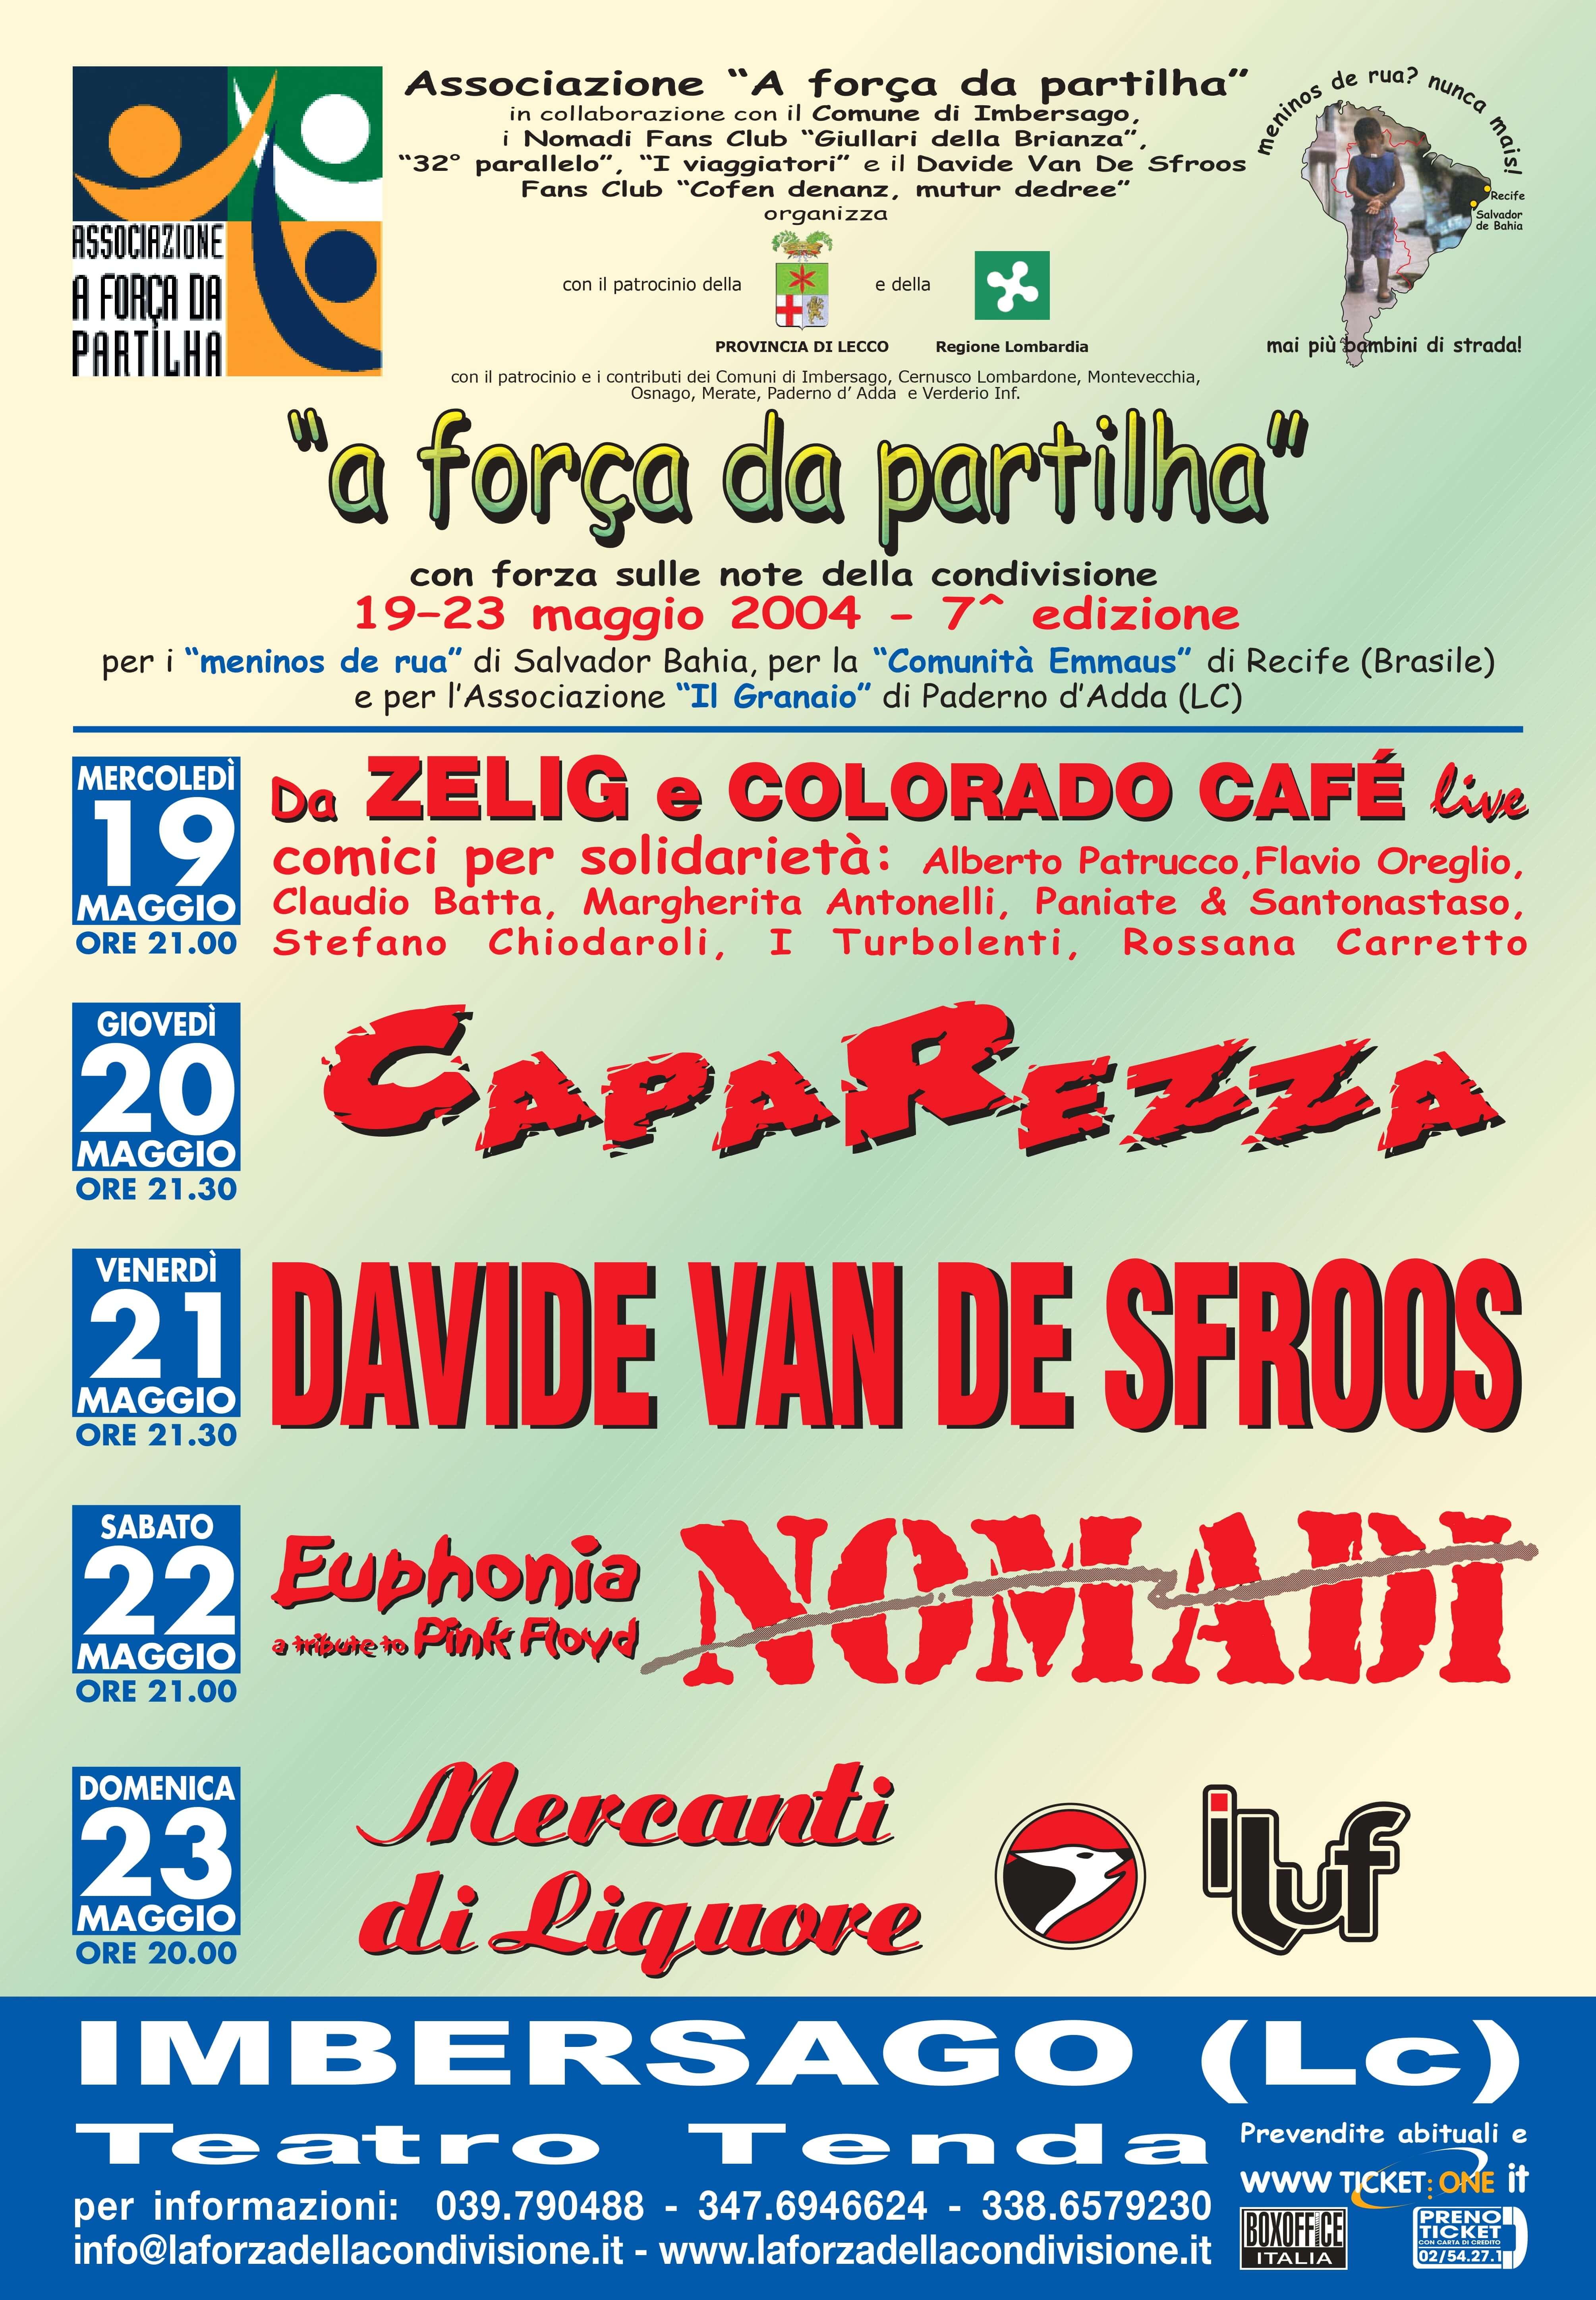 ASSOCIAZIONE
A FORÇA DA
PARTILHA
Associazione “A força da partilha”
in collaborazione con il Comune di Imbersago,
i Nomadi Fans Club “Giullari della Brianza”,
“32° parallelo”, “I viaggiatori” e il Davide Van De Sfroos
Fans Club “Cofen denanz, mutur dedree”
organizza
con il patrocinio della
e della
PROVINCIA DI LECCO
Regione Lombardia
con il patrocinio e i contributi dei Comuni di Imbersago, Cernusco Lombardone, Montevecchia,
Osnago, Merate, Paderno d’ Adda e Verderio Inf.
meninos de rua? nunca mais!
Recife
Salvador
de Bahia
mai più bambini di strada!
"a força da partilha"
con forza sulle note della condivisione
19-23 maggio 2004 - 7^ edizione
per i “meninos de rua” di Salvador Bahia, per la “Comunità Emmaus” di Recife (Brasile)
e per l’Associazione “Il Granaio” di Paderno d’Adda (LC)
MERCOLEDÌ
19
MAGGIO
ORE 21.00
Da ZELIG e COLORADO CAFÉ live
comici per solidarietà: Alberto Patrucco,Flavio Oreglio,
Claudio Batta, Margherita Antonelli, Paniate & Santonastaso,
Stefano Chiodaroli, I Turbolenti, Rossana Carretto
GIOVEDÌ
20
MAGGIO
ORE 21.30
CAPAREZZA
VENERDÌ
21
MAGGIO
ORE 21.30
DAVIDE VAN DE SFROOS
SABATO
22
MAGGIO
ORE 21.00
Euphonia
a tribute to Pink Floyd
NOMADI
DOMENICA
23
MAGGIO
ORE 20.00
Mercanti
di Liquore
iLuf
IMBERSAGO (Lc)
Teatro Tenda
per informazioni: 039.790488 - 347.6946624 - 338.6579230
info@laforzadellacondivisione.it - www.laforzadellacondivisione.it
Prevendite abituali e
WWW TICKET:ONE it
BOXOFFICE
ITALIA
PRENO
TICKET
CON CARTA DI CREDITO
02/54.27.1